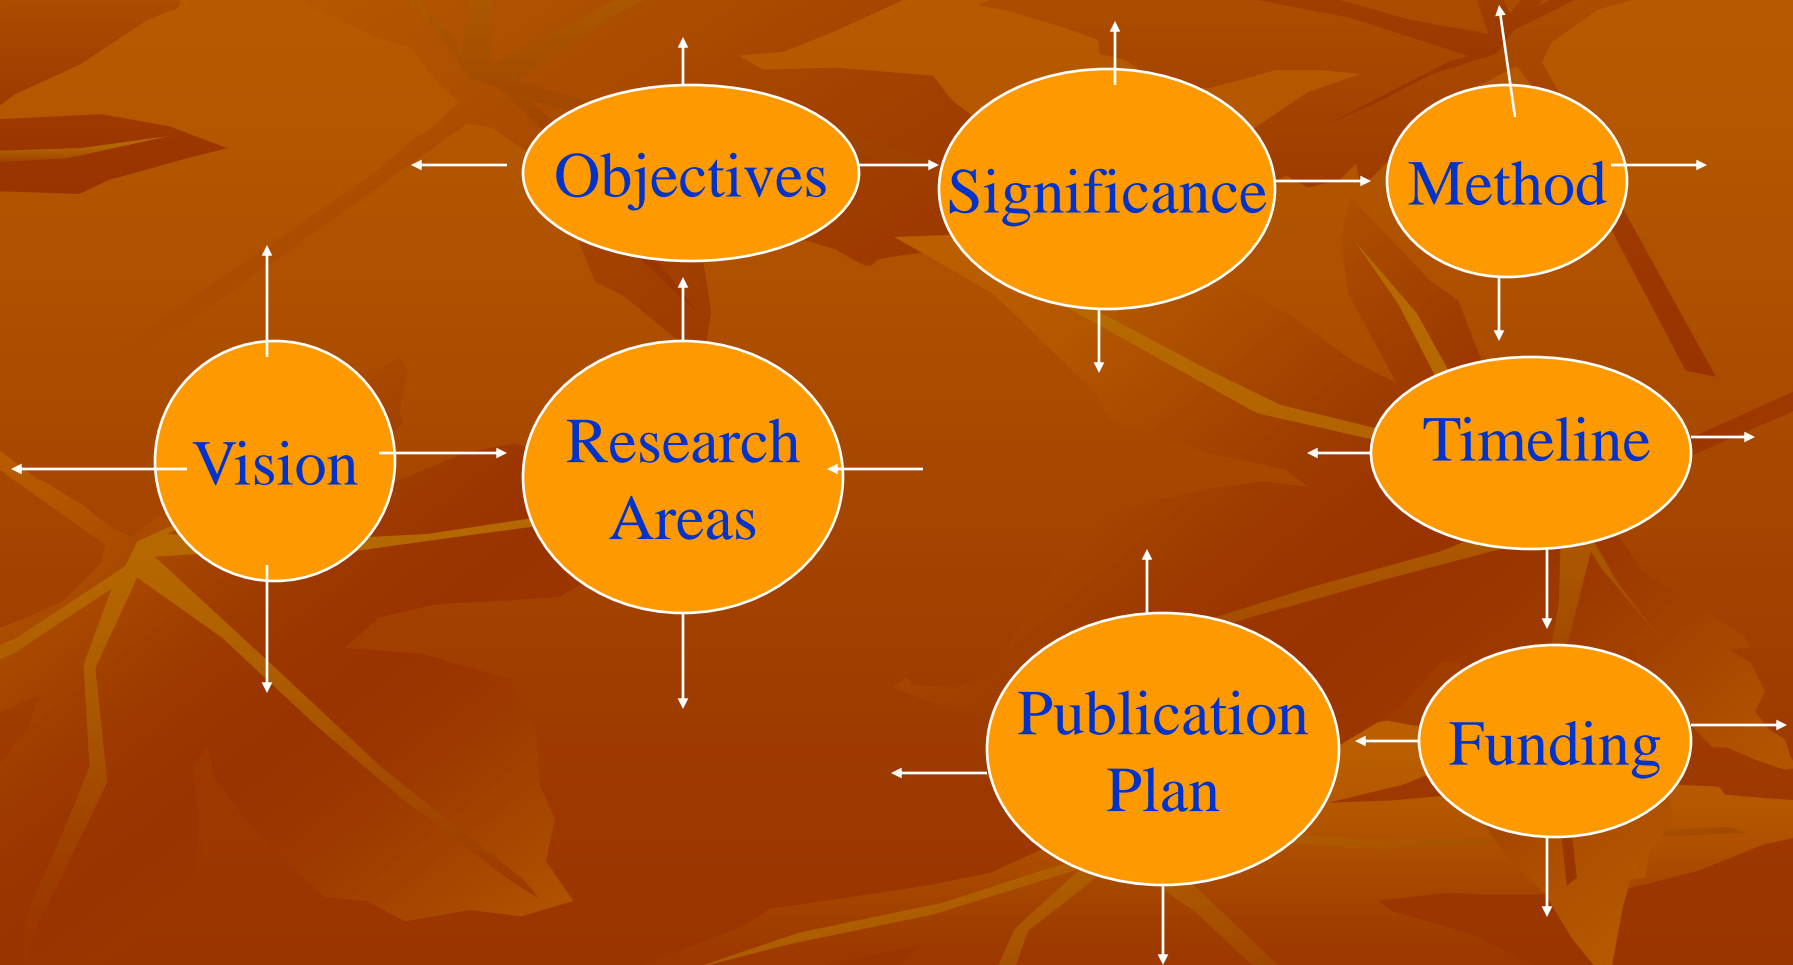 Objectives
Significance
Method
Vision
Research
Areas
Timeline
Publication
Plan
Funding